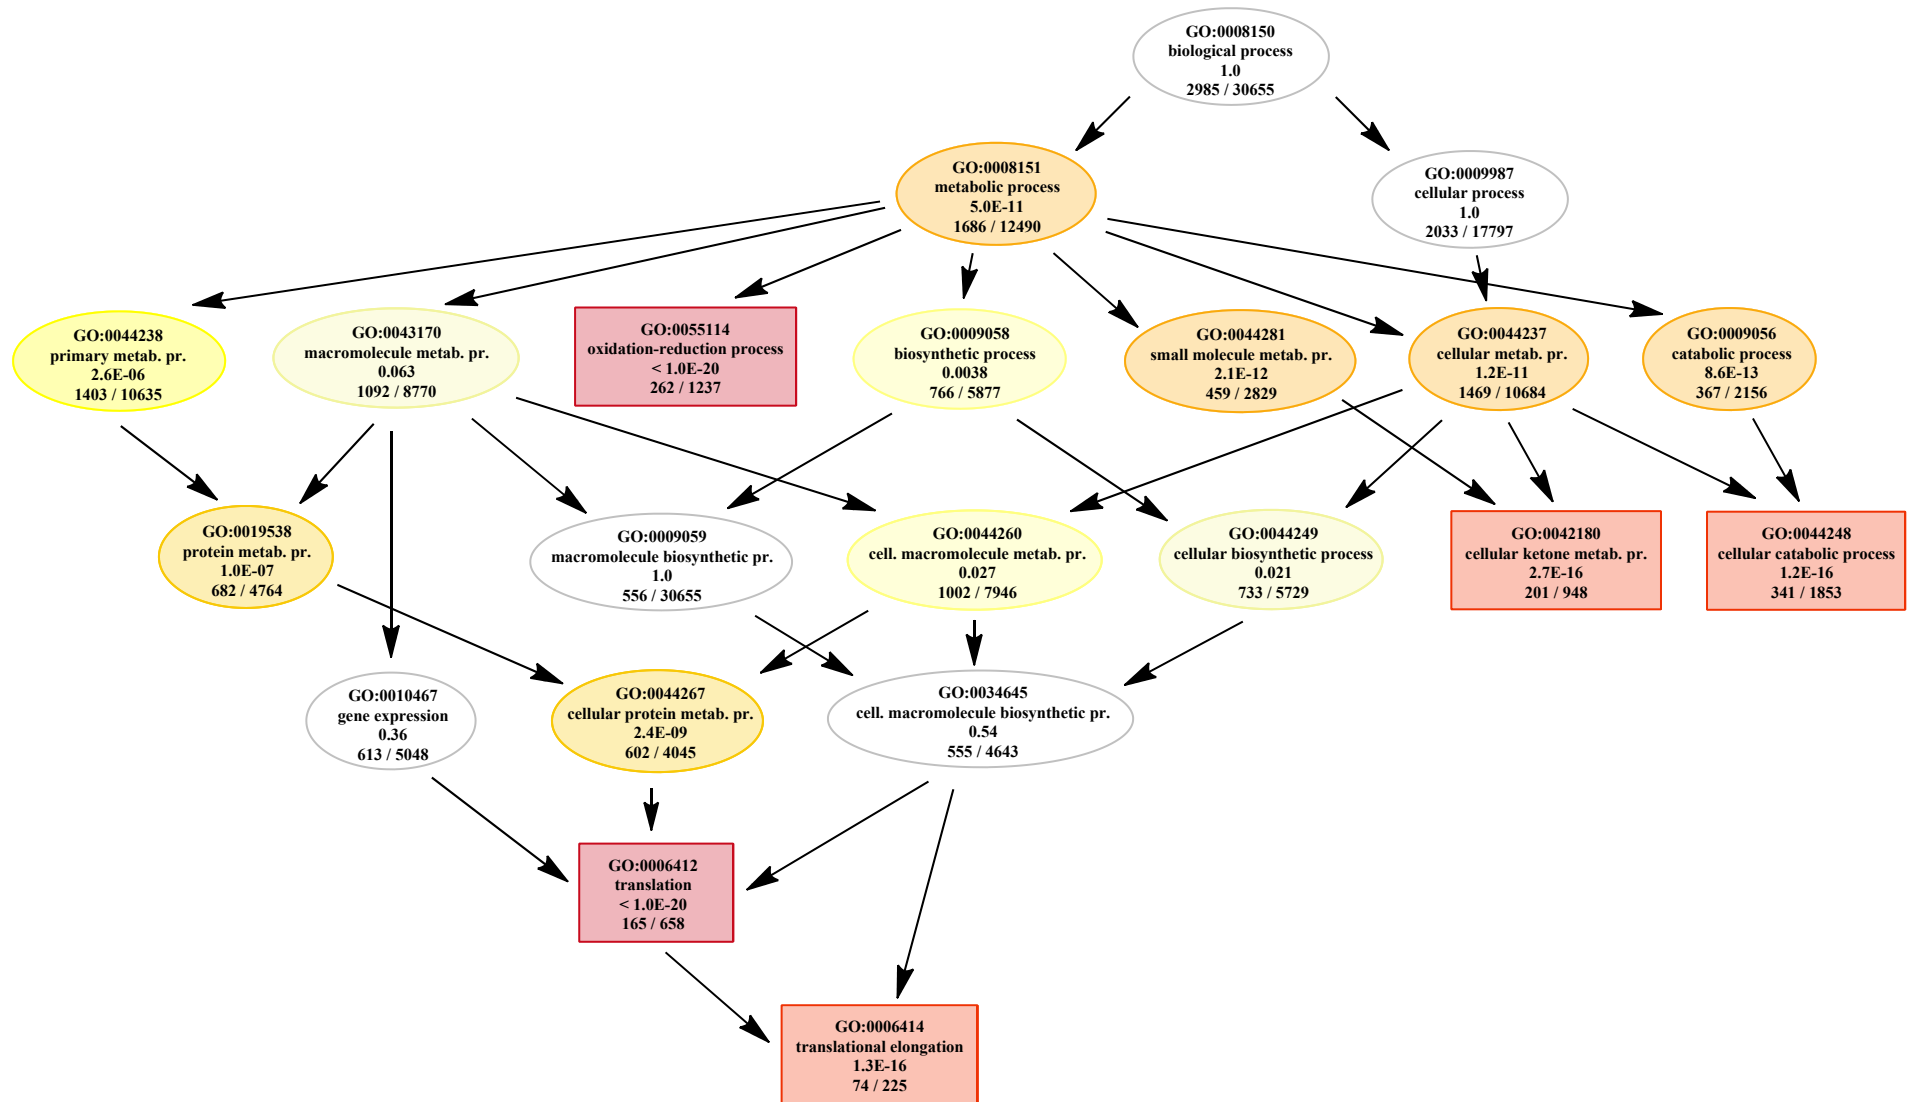 GO:0008150
biological process
1.0
2985 / 30655
GO:0008151
metabolic process
5.0E-11
1686 / 12490
GO:0009987
cellular process
1.0
2033 / 17797
GO:0044238
primary metab. pr.
2.6E-06
1403 / 10635
GO:0043170
macromolecule metab. pr.
0.063
1092 / 8770
GO:0055114
oxidation-reduction process
< 1.0E-20
262 / 1237
GO:0009058
biosynthetic process
0.0038
766 / 5877
GO:0044281
small molecule metab. pr.
2.1E-12
459 / 2829
GO:0044237
cellular metab. pr.
1.2E-11
1469 / 10684
GO:0009056
catabolic process
8.6E-13
367 / 2156
GO:0019538
protein metab. pr.
1.0E-07
682 / 4764
GO:0009059
macromolecule biosynthetic pr.
1.0
556 / 30655
GO:0044260
cell. macromolecule metab. pr.
0.027
1002 / 7946
GO:0044249
cellular biosynthetic process
0.021
733 / 5729
GO:0042180
cellular ketone metab. pr.
2.7E-16
201 / 948
GO:0044248
cellular catabolic process
1.2E-16
341 / 1853
GO:0010467
gene expression
0.36
613 / 5048
GO:0044267
cellular protein metab. pr.
2.4E-09
602 / 4045
GO:0034645
cell. macromolecule biosynthetic pr.
0.54
555 / 4643
GO:0006412
translation
< 1.0E-20
165 / 658
GO:0006414
translational elongation
1.3E-16
74 / 225